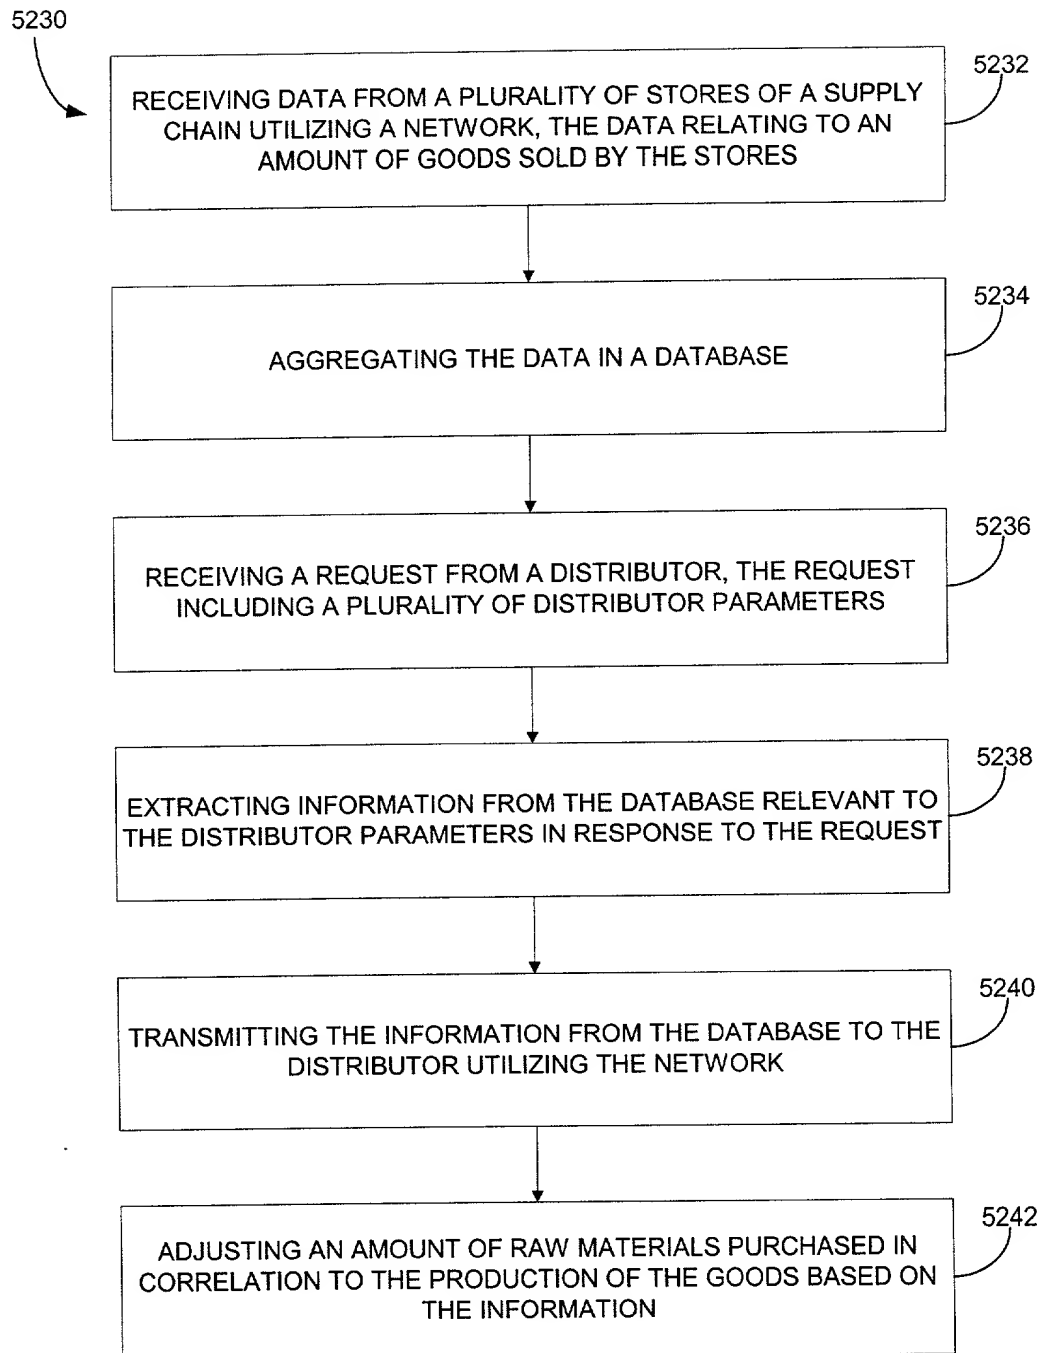 5230
5232
RECEIVING DATA FROM A PLURALITY OF STORES OF A SUPPLY
CHAIN UTILIZING A NETWORK, THE DATA RELATING TO AN
AMOUNT OF GOODS SOLD BY THE STORES
5234
AGGREGATING THE DATA IN A DATABASE
5236
RECEIVING A REQUEST FROM A DISTRIBUTOR, THE REQUEST
INCLUDING A PLURALITY OF DISTRIBUTOR PARAMETERS
5238
EXTRACTING INFORMATION FROM THE DATABASE RELEVANT TO
THE DISTRIBUTOR PARAMETERS IN RESPONSE TO THE REQUEST
5240
TRANSMITTING THE INFORMATION FROM THE DATABASE TO THE
DISTRIBUTOR UTILIZING THE NETWORK
5242
ADJUSTING AN AMOUNT OF RAW MATERIALS PURCHASED IN
CORRELATION TO THE PRODUCTION OF THE GOODS BASED ON
THE INFORMATION